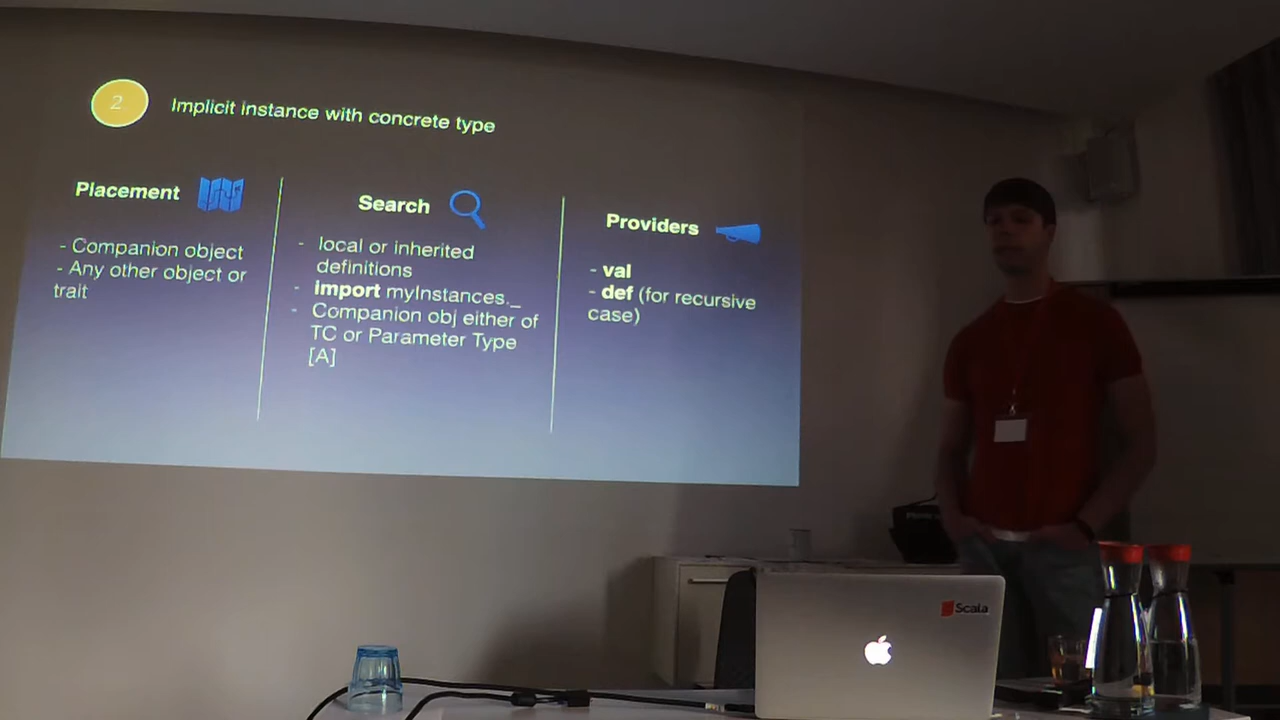 2
Implicit instance with concrete type
Placement
- Companion object
- Any other object or
trait
Search
- local or inherited
definitions
- import myInstances._
- Companion obj either of
TC or Parameter Type
[A]
Providers
- val
- def (for recursive
case)
Scala